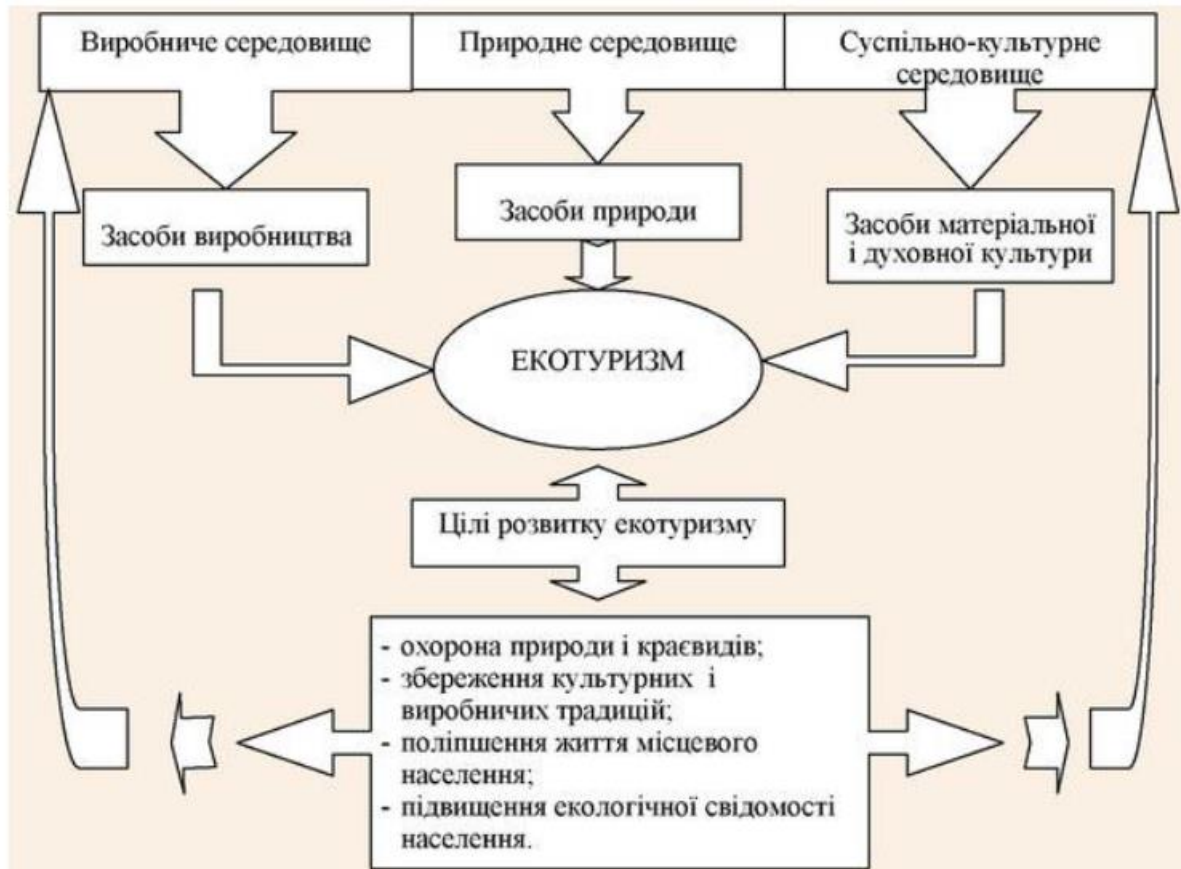 Виробниче середовище
Природне середовище
Суспільно-культурне
середовище
Засоби виробництва
Засоби природи
Засоби матеріальної
і духовної культури
ЕКОТУРИЗМ
Цілі розвитку екотуризму
- охорона природи і краєвидів;
- збереження культурних і
виробничих традицій;
- поліпшення життя місцевого
населення;
- підвищення екологічної свідомості
населення.